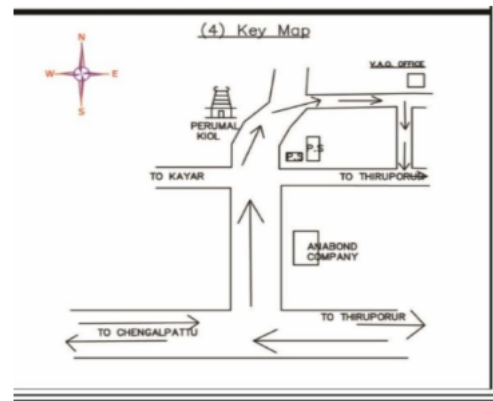 (4) Key Map
N
V.A.O. OFFICE
W
E
S
PERUMAL
KIOL
P.S
P.S
TO KAYAR
TO THIRUPORUR
ANABOND
COMPANY
TO THIRUPORUR
TO CHENGALPATTU